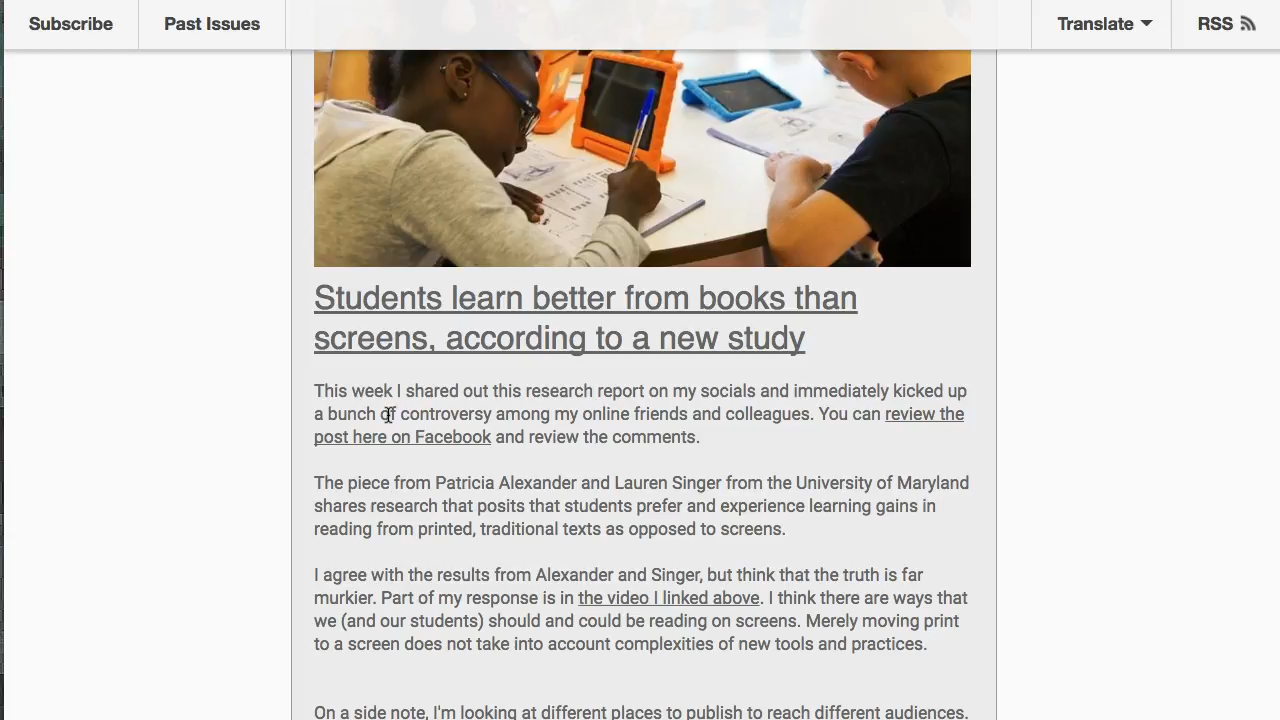 Subscribe Past Issues Translate RSS
Students learn better from books than
screens, according to a new study
This week I shared out this research report on my socials and immediately kicked up
a bunch of controversy among my online friends and colleagues. You can review the
post here on Facebook and review the comments.
The piece from Patricia Alexander and Lauren Singer from the University of Maryland
shares research that posits that students prefer and experience learning gains in
reading from printed, traditional texts as opposed to screens.
I agree with the results from Alexander and Singer, but think that the truth is far
murkier. Part of my response is in the video I linked above. I think there are ways that
we (and our students) should and could be reading on screens. Merely moving print
to a screen does not take into account complexities of new tools and practices.
On a side note, I'm looking at different places to publish to reach different audiences.